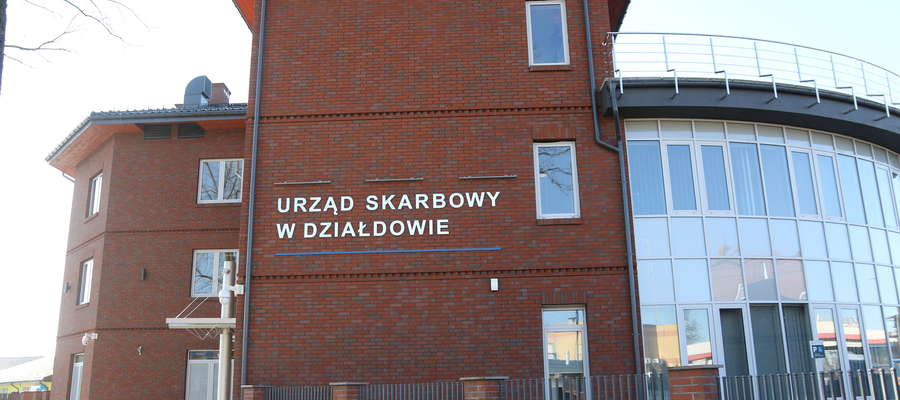 URZĄD SKARBOWY
W DZIAŁDOWIE
P